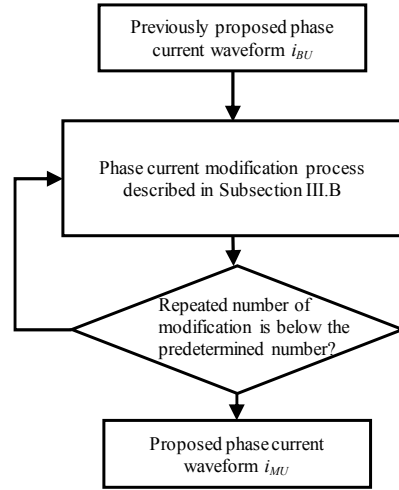 Previously proposed phase
current waveform iBU
Phase current modification process
described in Subsection III.B
Repeated number of
modification is below the
predetermined number?
Proposed phase current
waveform iMU